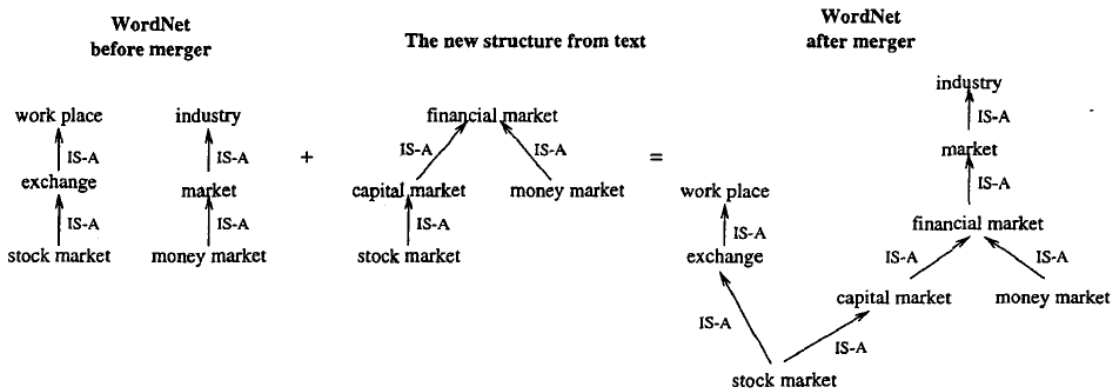 WordNet
before merger
The new structure from text
WordNet
after merger
work place
IS-A
exchange
IS-A
stock market
industry
IS-A
market
IS-A
money market
+
financial market
IS-A
IS-A
capital market
money market
IS-A
stock market
=
industry
IS-A
market
IS-A
financial market
IS-A
IS-A
capital market
money market
work place
IS-A
exchange
IS-A
IS-A
stock market